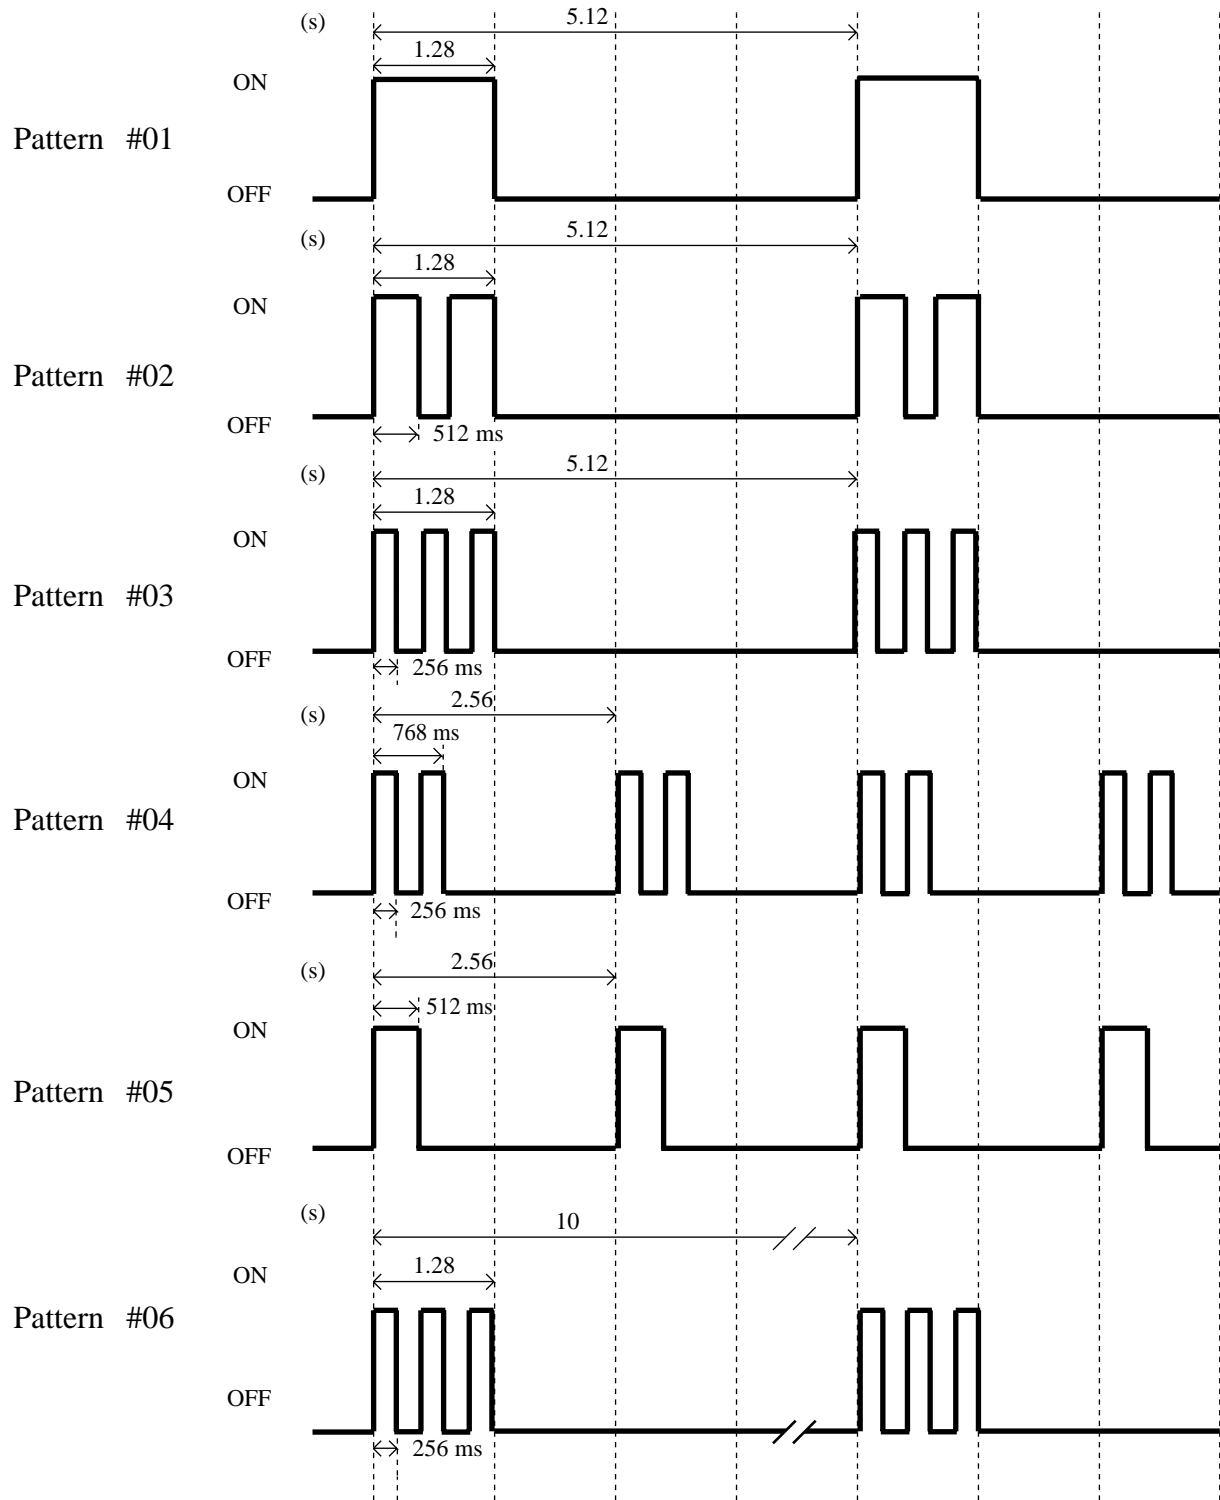 (s)
5.12
1.28
ON
Pattern #01
OFF
(s)
5.12
1.28
ON
Pattern #02
OFF
512 ms
(s)
5.12
1.28
ON
Pattern #03
OFF
256 ms
(s)
2.56
768 ms
ON
Pattern #04
OFF
256 ms
(s)
2.56
512 ms
ON
Pattern #05
OFF
(s)
10
1.28
ON
Pattern #06
OFF
256 ms